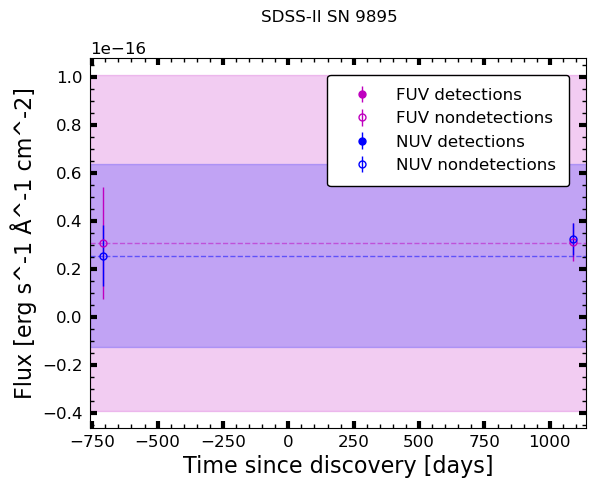 SDSS-II SN 9895
1e−16
FUV detections
FUV nondetections
NUV detections
NUV nondetections
1.0
0.8
0.6
0.4
0.2
0.0
−0.2
−0.4
Flux [erg s^-1 Å^-1 cm^-2]
−750 −500 −250 0 250 500 750 1000
Time since discovery [days]